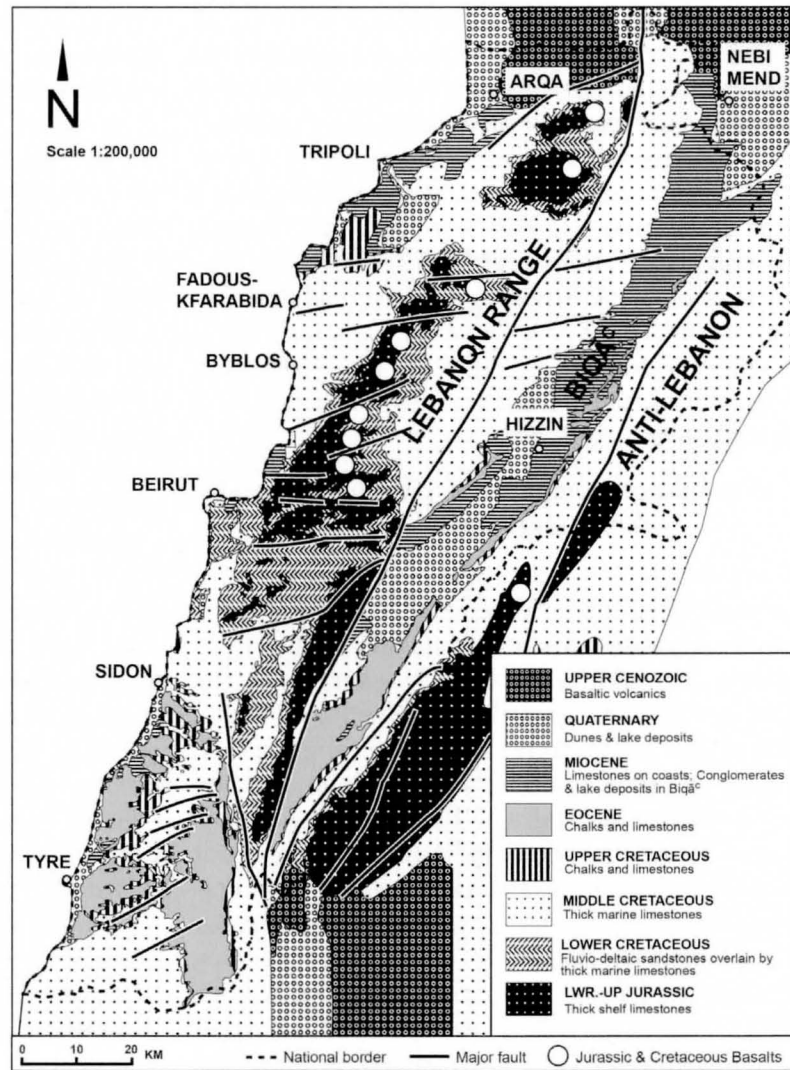 N
Scale 1:200,000
ARQA
NEBI
MEND
TRIPOLI
FADOUS-
KFARABIDA
BYBLOS
LEBANON RANGE
BIQAᶜ
ANTI-LEBANON
HIZZIN
BEIRUT
SIDON
TYRE
UPPER CENOZOIC
Basaltic volcanics
QUATERNARY
Dunes & lake deposits
MIOCENE
Limestones on coasts; Conglomerates
& lake deposits in Biqāᶜ
EOCENE
Chalks and limestones
UPPER CRETACEOUS
Chalks and limestones
MIDDLE CRETACEOUS
Thick marine limestones
LOWER CRETACEOUS
Fluvio-deltaic sandstones overlain by
thick marine limestones
LWR.-UP JURASSIC
Thick shelf limestones
0 10 20 KM
National border
Major fault
Jurassic & Cretaceous Basalts